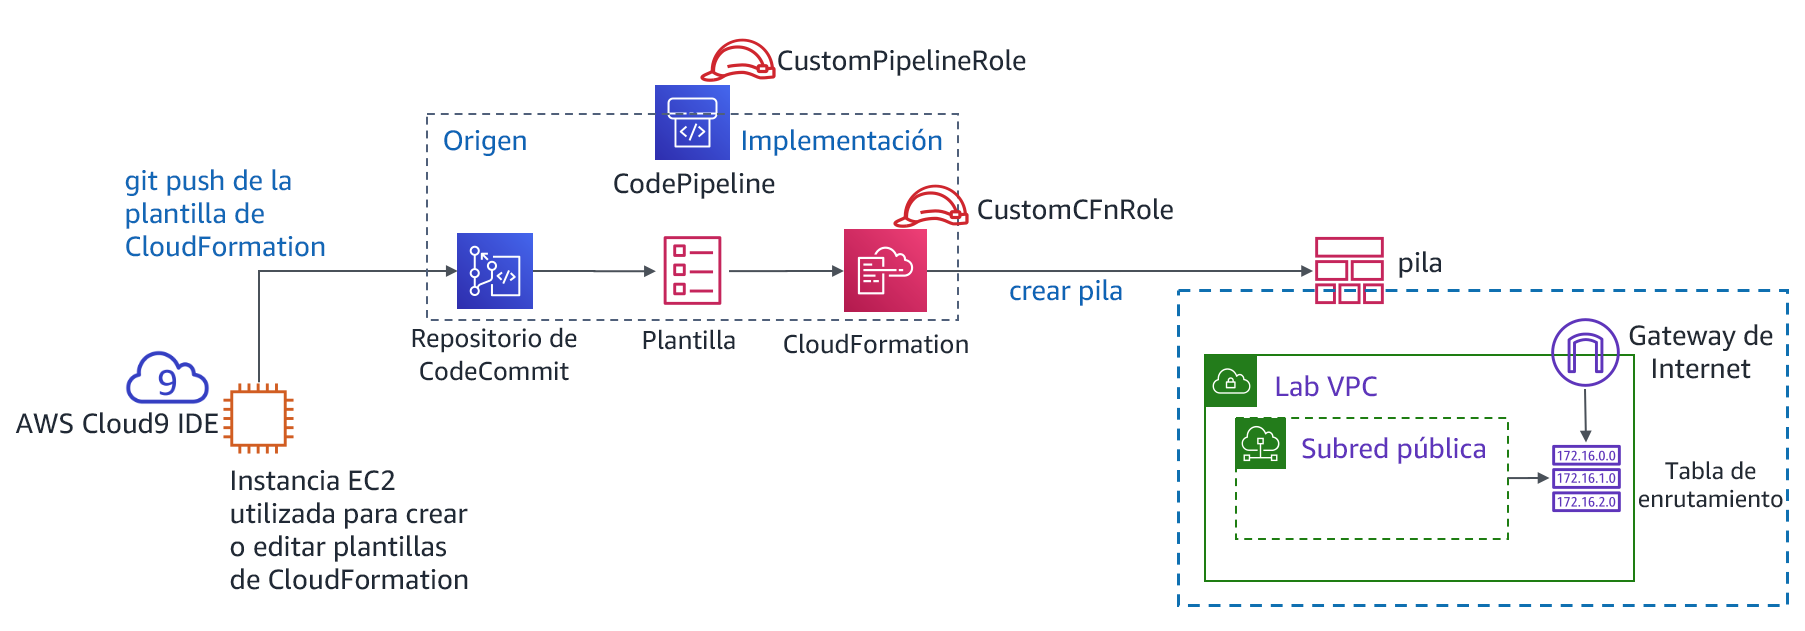 CustomPipelineRole
Origen
Implementación
CodePipeline
git push de la
plantilla de
CloudFormation
CustomCFnRole
Repositorio de
CodeCommit
Plantilla
CloudFormation
crear pila
pila
9
AWS Cloud9 IDE
Instancia EC2
utilizada para crear
o editar plantillas
de CloudFormation
Gateway de
Internet
Lab VPC
Subred pública
172.16.0.0
172.16.1.0
172.16.2.0
Tabla de
enrutamiento